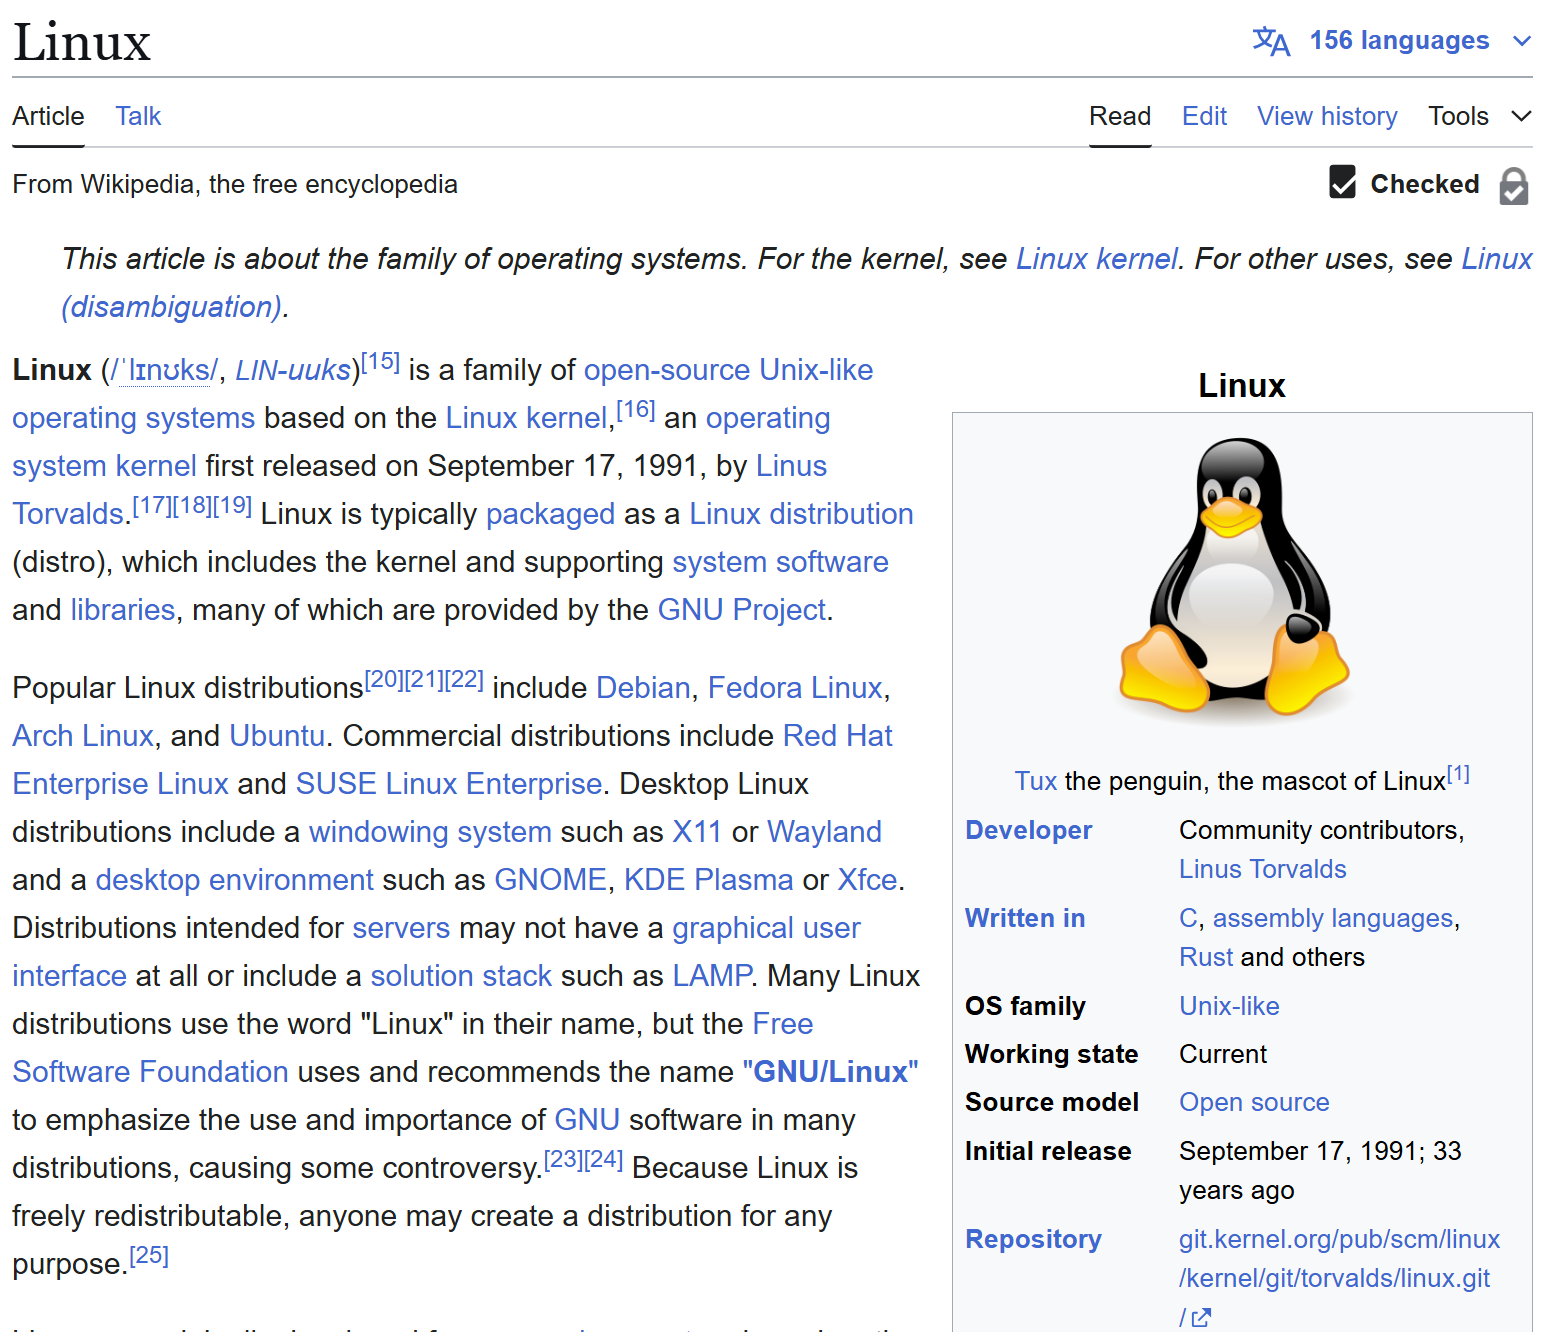 Linux
156 languages
Article Talk
Read Edit View history Tools
From Wikipedia, the free encyclopedia
Checked
This article is about the family of operating systems. For the kernel, see Linux kernel. For other uses, see Linux
(disambiguation).
Linux (/ˈlɪnʊks/, LIN-uuks)[15] is a family of open-source Unix-like
operating systems based on the Linux kernel,[16] an operating
system kernel first released on September 17, 1991, by Linus
Torvalds.[17][18][19] Linux is typically packaged as a Linux distribution
(distro), which includes the kernel and supporting system software
and libraries, many of which are provided by the GNU Project.
Popular Linux distributions[20][21][22] include Debian, Fedora Linux,
Arch Linux, and Ubuntu. Commercial distributions include Red Hat
Enterprise Linux and SUSE Linux Enterprise. Desktop Linux
distributions include a windowing system such as X11 or Wayland
and a desktop environment such as GNOME, KDE Plasma or Xfce.
Distributions intended for servers may not have a graphical user
interface at all or include a solution stack such as LAMP. Many Linux
distributions use the word "Linux" in their name, but the Free
Software Foundation uses and recommends the name "GNU/Linux"
to emphasize the use and importance of GNU software in many
distributions, causing some controversy.[23][24] Because Linux is
freely redistributable, anyone may create a distribution for any
purpose.[25]
Linux
Tux the penguin, the mascot of Linux[1]
Developer Community contributors,
Linus Torvalds
Written in C, assembly languages,
Rust and others
OS family Unix-like
Working state Current
Source model Open source
Initial release September 17, 1991; 33
years ago
Repository git.kernel.org/pub/scm/linux
/kernel/git/torvalds/linux.git
/